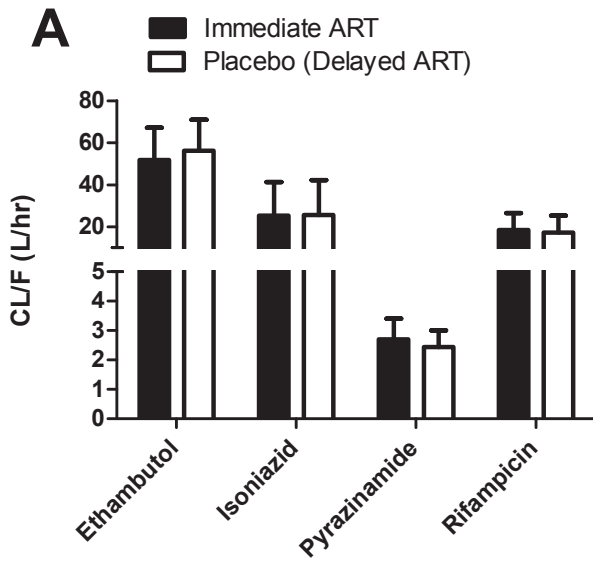 A
Immediate ART
Placebo (Delayed ART)
CL/F (L/hr)
80
60
40
20
5
4
3
2
1
0
Ethambutol
Isoniazid
Pyrazinamide
Rifampicin